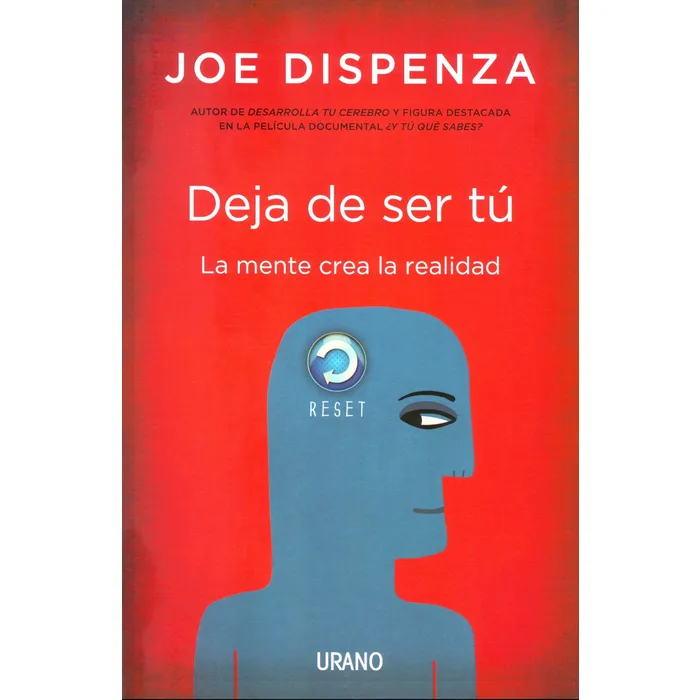 JOE DISPENZA
AUTOR DE DESARROLLA TU CEREBRO Y FIGURA DESTACADA
EN LA PELÍCULA DOCUMENTAL ¿Y TÚ QUÉ SABES?
Deja de ser tú
La mente crea la realidad
RESET
URANO